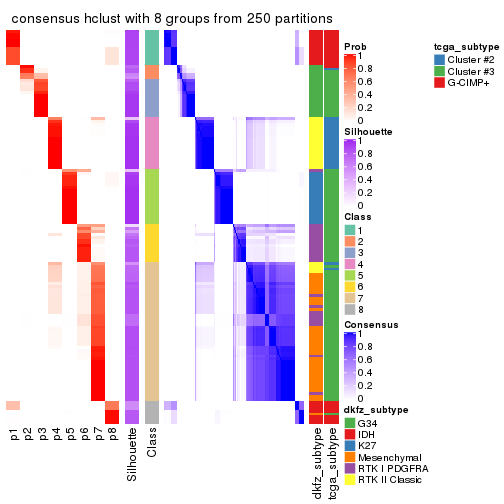 consensus hclust with 8 groups from 250 partitions
Prob
1
0.8
0.6
0.4
0.2
0
Silhouette
1
0.8
0.6
0.4
0.2
0
Class
1
2
3
4
5
6
7
8
Consensus
1
0.8
0.6
0.4
0.2
0
dkfz_subtype
G34
IDH
K27
Mesenchymal
RTK I PDGFRA
RTK II Classic
tcga_subtype
Cluster #2
Cluster #3
G-CIMP+
p1
p2
p3
p4
p5
p6
p7
p8
Silhouette
Class
dkfz_subtype
tcga_subtype